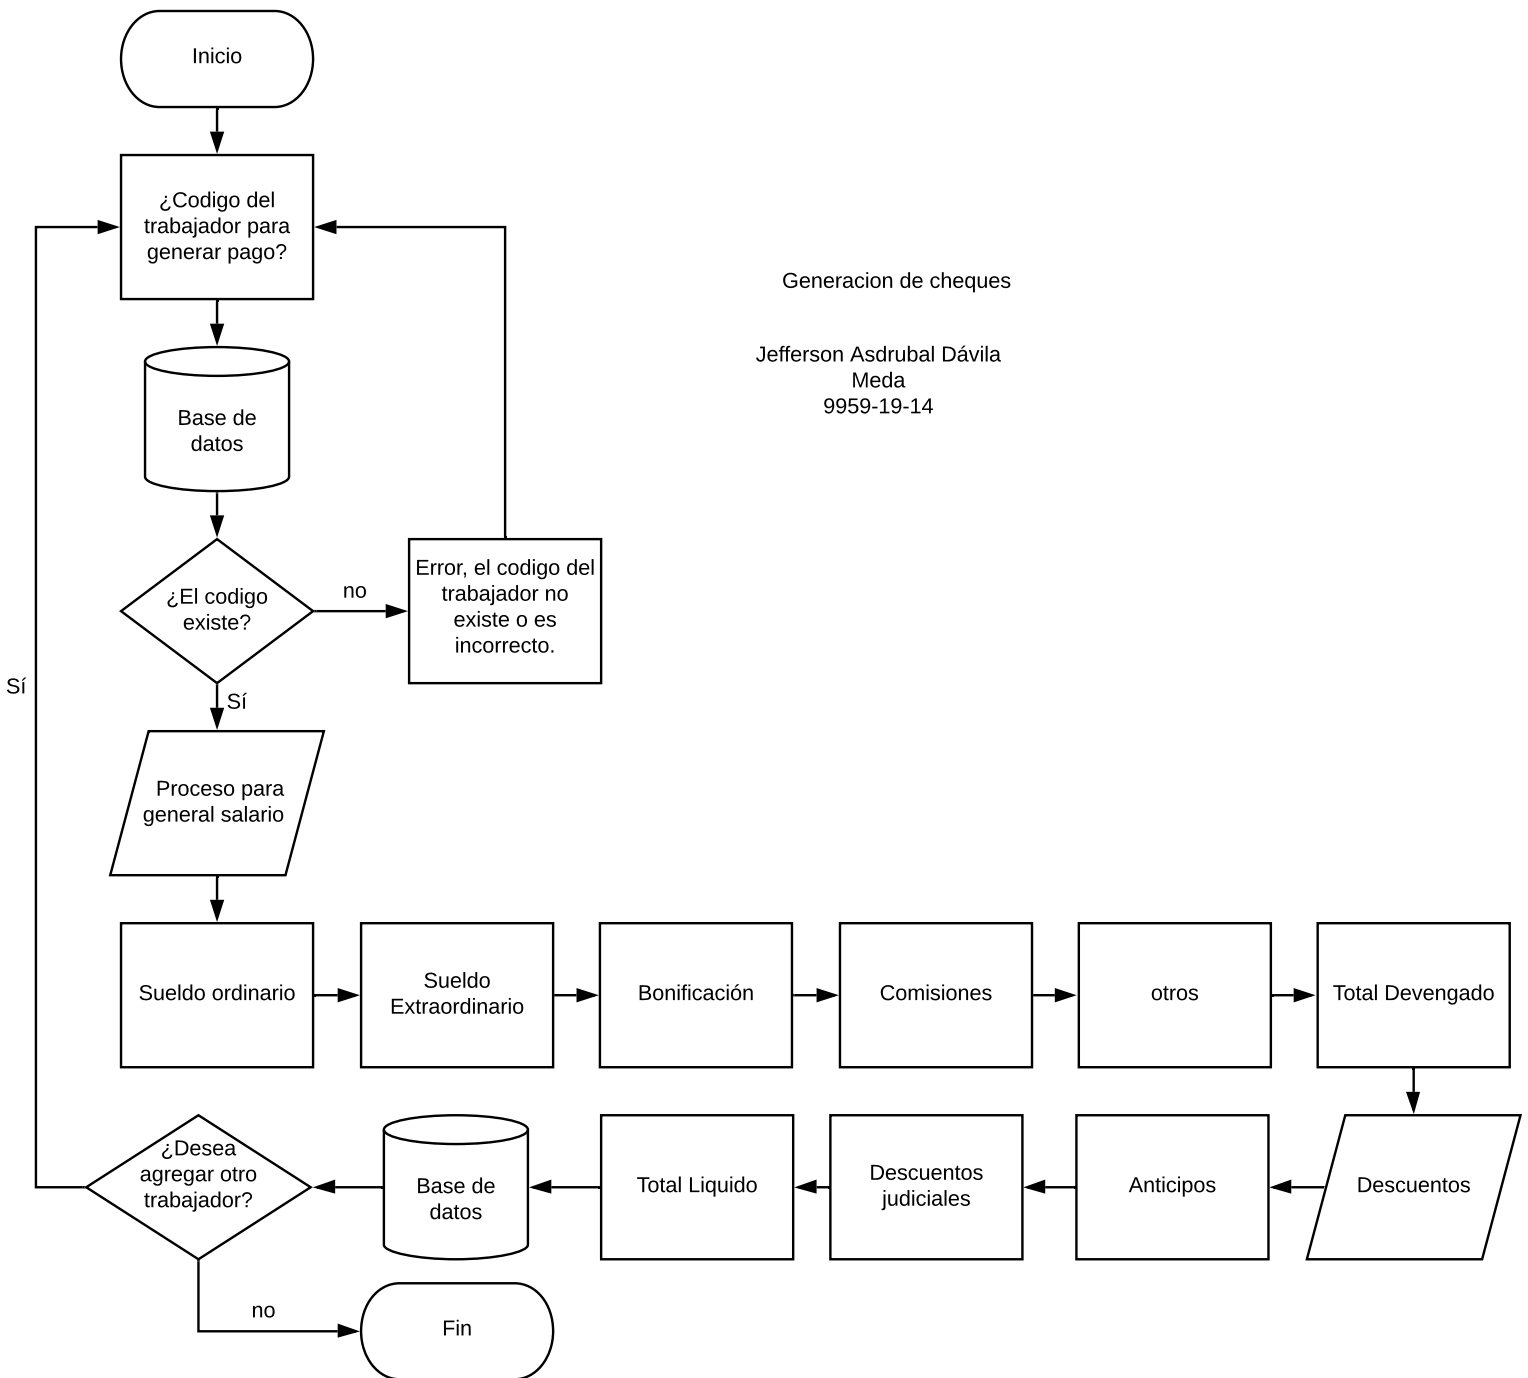 Inicio
¿Codigo del
trabajador para
generar pago?
Generacion de cheques
Jefferson Asdrubal Dávila
Meda
9959-19-14
Base de
datos
¿El codigo
existe?
no
Error, el codigo del
trabajador no
existe o es
incorrecto.
Sí
Sí
Proceso para
general salario
Sueldo ordinario
Sueldo
Extraordinario
Bonificación
Comisiones
otros
Total Devengado
Descuentos
Anticipos
Descuentos
judiciales
Total Liquido
Base de
datos
¿Desea
agregar otro
trabajador?
no
Fin